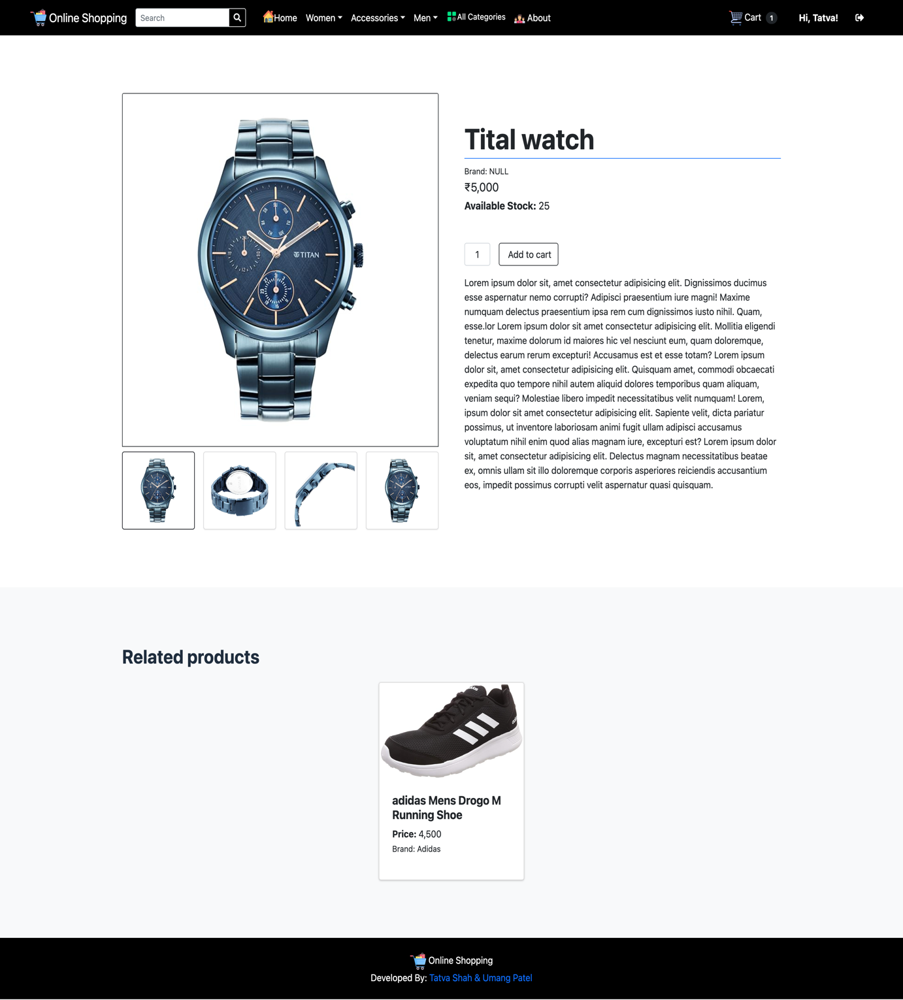 Online Shopping
Search
Home
Women
Accessories
Men
All Categories
About
Cart 1
Hi, Tatva!
TITAN
Tital watch
Brand: NULL
₹5,000
Available Stock: 25
1
Add to cart
Lorem ipsum dolor sit, amet consectetur adipisicing elit. Dignissimos ducimus
esse aspernatur nemo corrupti? Adipisci praesentium iure magni! Maxime
numquam delectus praesentium ipsa rem cum dignissimos iusto nihil. Quam,
esse.lor Lorem ipsum dolor sit amet consectetur adipisicing elit. Mollitia eligendi
tenetur, maxime dolorum id maiores hic vel nesciunt eum, quam doloremque,
delectus earum rerum excepturi! Accusamus est et esse totam? Lorem ipsum
dolor sit, amet consectetur adipisicing elit. Quisquam amet, commodi obcaecati
expedita quo tempore nihil autem aliquid dolores temporibus quam aliquam,
veniam sequi? Molestiae libero impedit necessitatibus velit numquam! Lorem,
ipsum dolor sit amet consectetur adipisicing elit. Sapiente velit, dicta pariatur
possimus, ut inventore laboriosam animi fugit ullam adipisci accusamus
voluptatum nihil enim quod alias magnam iure, excepturi est? Lorem ipsum dolor
sit, amet consectetur adipisicing elit. Delectus magnam necessitatibus beatae
ex, omnis ullam sit illo doloremque corporis asperiores reiciendis accusantium
eos, impedit possimus corrupti velit aspernatur quasi quisquam.
Related products
adidas Mens Drogo M
Running Shoe
Price: 4,500
Brand: Adidas
Online Shopping
Developed By: Tatva Shah & Umang Patel